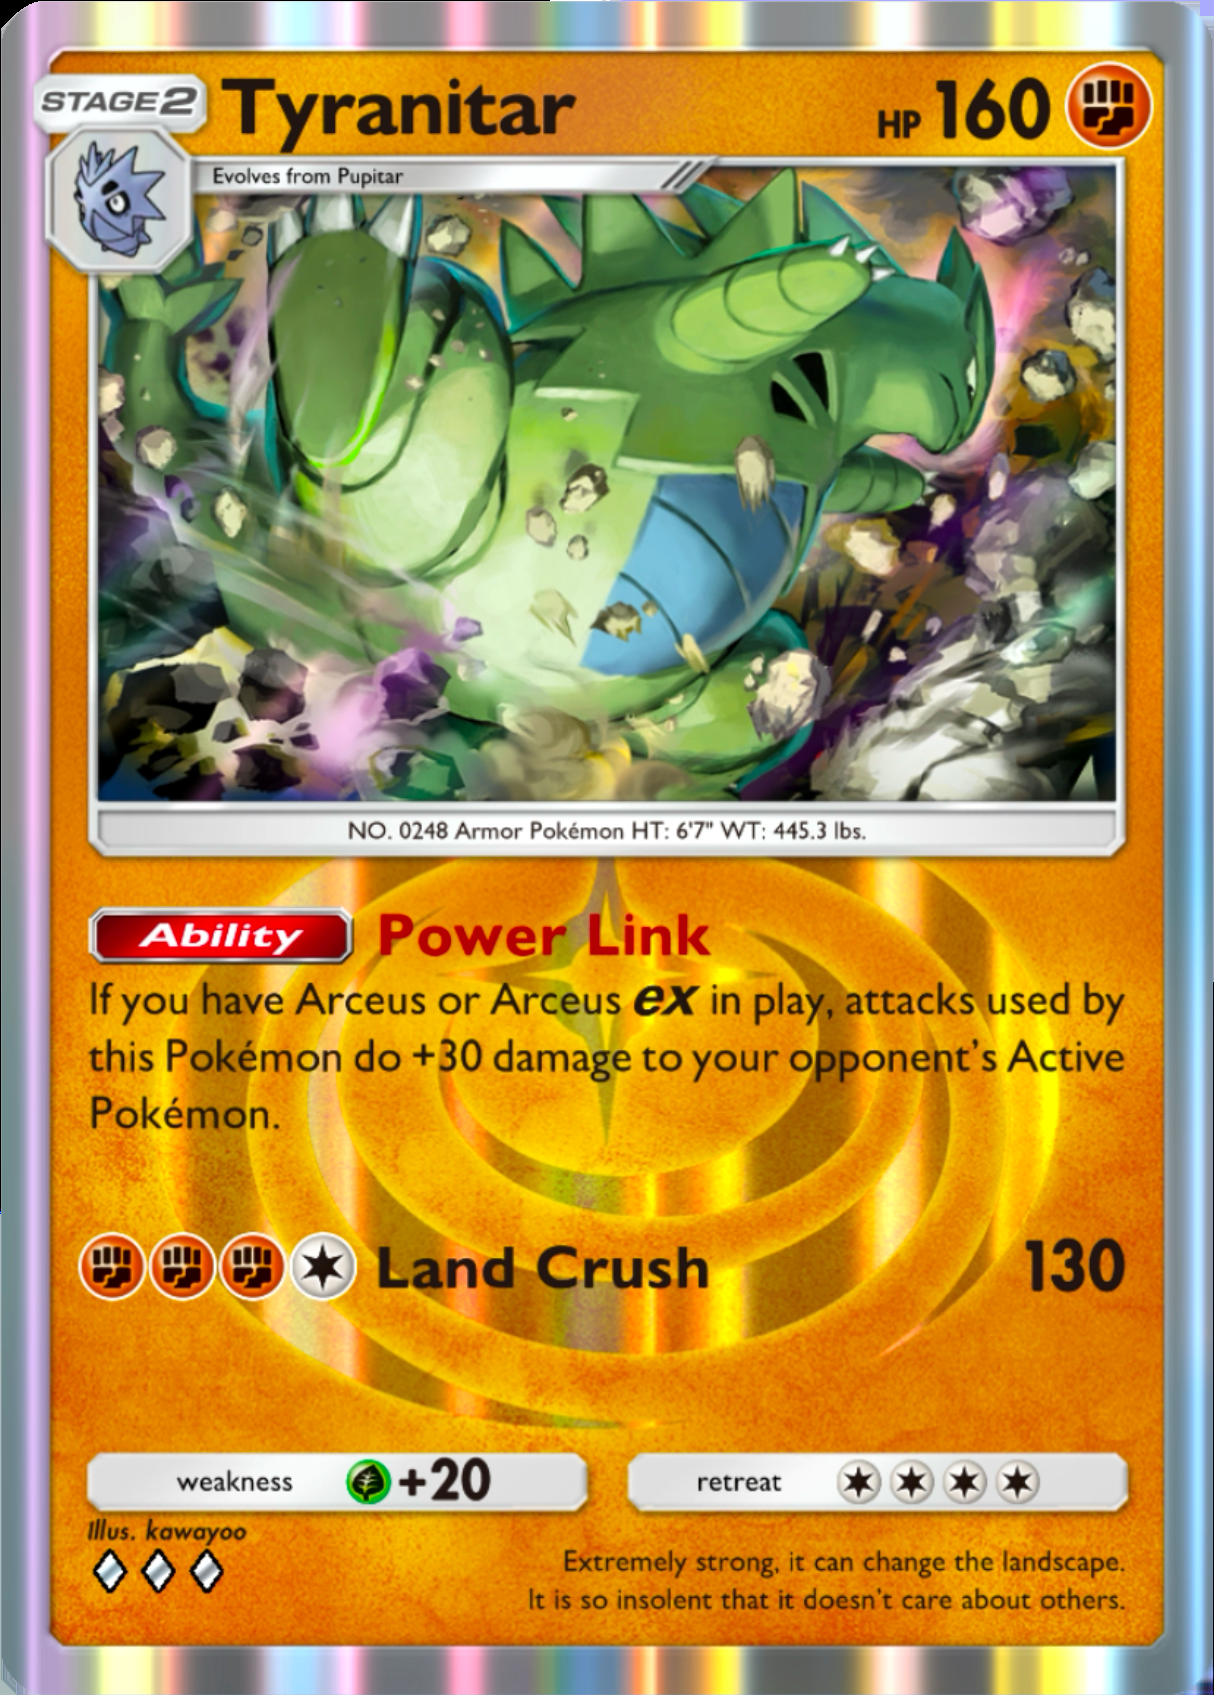 STAGE2
Tyranitar
HP 160
Evolves from Pupitar
NO. 0248 Armor Pokémon HT: 6'7" WT: 445.3 lbs.
Ability Power Link
If you have Arceus or Arceus ex in play, attacks used by
this Pokémon do +30 damage to your opponent's Active
Pokémon.
Land Crush 130
weakness +20
retreat
Illus. kawayoo
Extremely strong, it can change the landscape.
It is so insolent that it doesn't care about others.